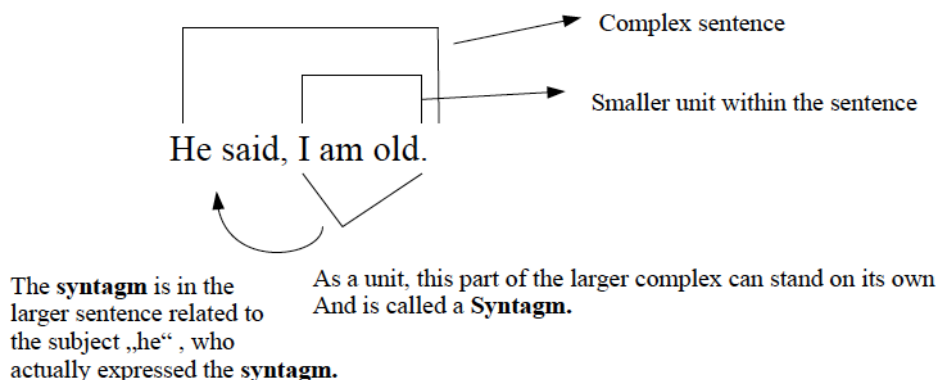 Complex sentence
Smaller unit within the sentence
He said, I am old.
The syntagm is in the
larger sentence related to
the subject „he“ , who
actually expressed the syntagm.
As a unit, this part of the larger complex can stand on its own
And is called a Syntagm.